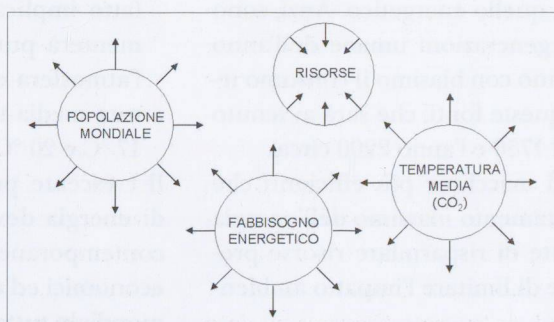 RISORSE
POPOLAZIONE
MONDIALE
TEMPERATURA
MEDIA
(CO₂)
FABBISOGNO
ENERGETICO